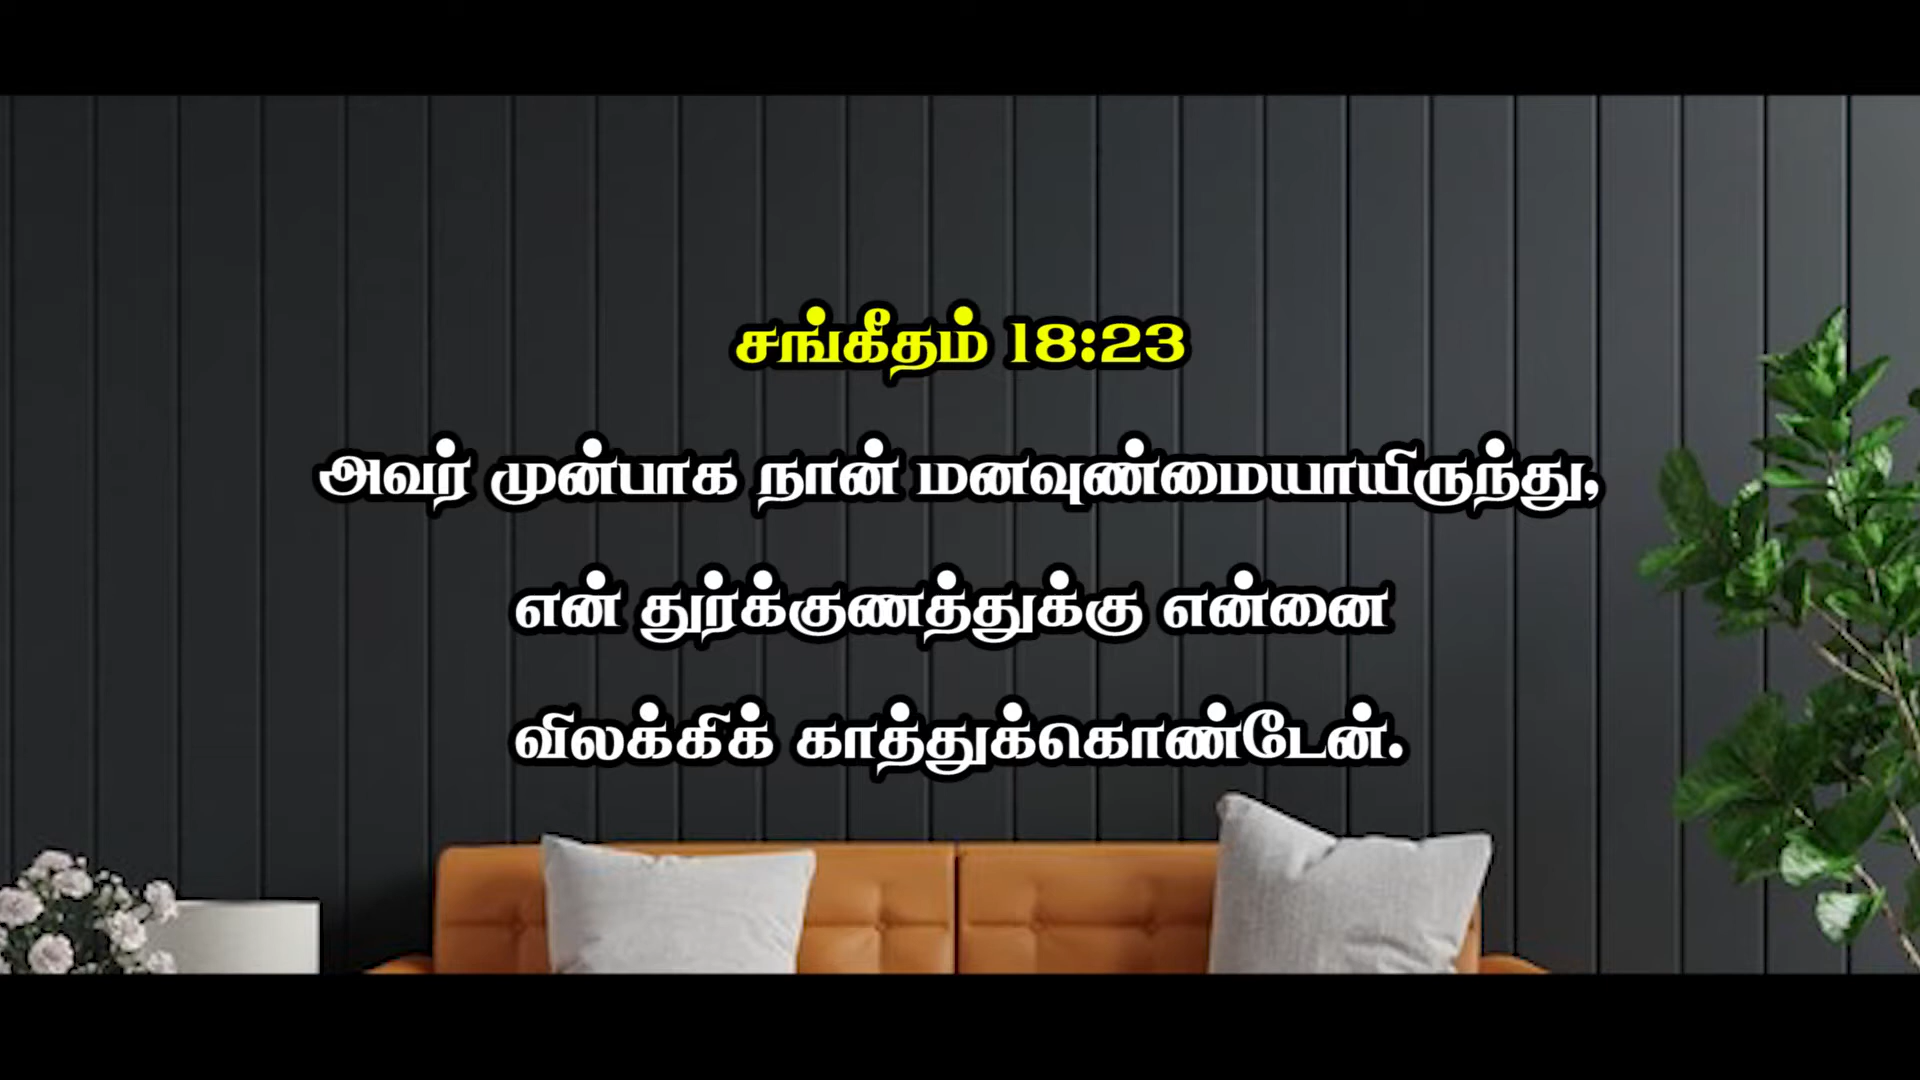 சங்கீதம் 18:23
அவர் முன்பாக நான் மனவுண்மையாயிருந்து,
என் துர்க்குணத்துக்கு என்னை
விலக்கிக் காத்துக்கொண்டேன்.